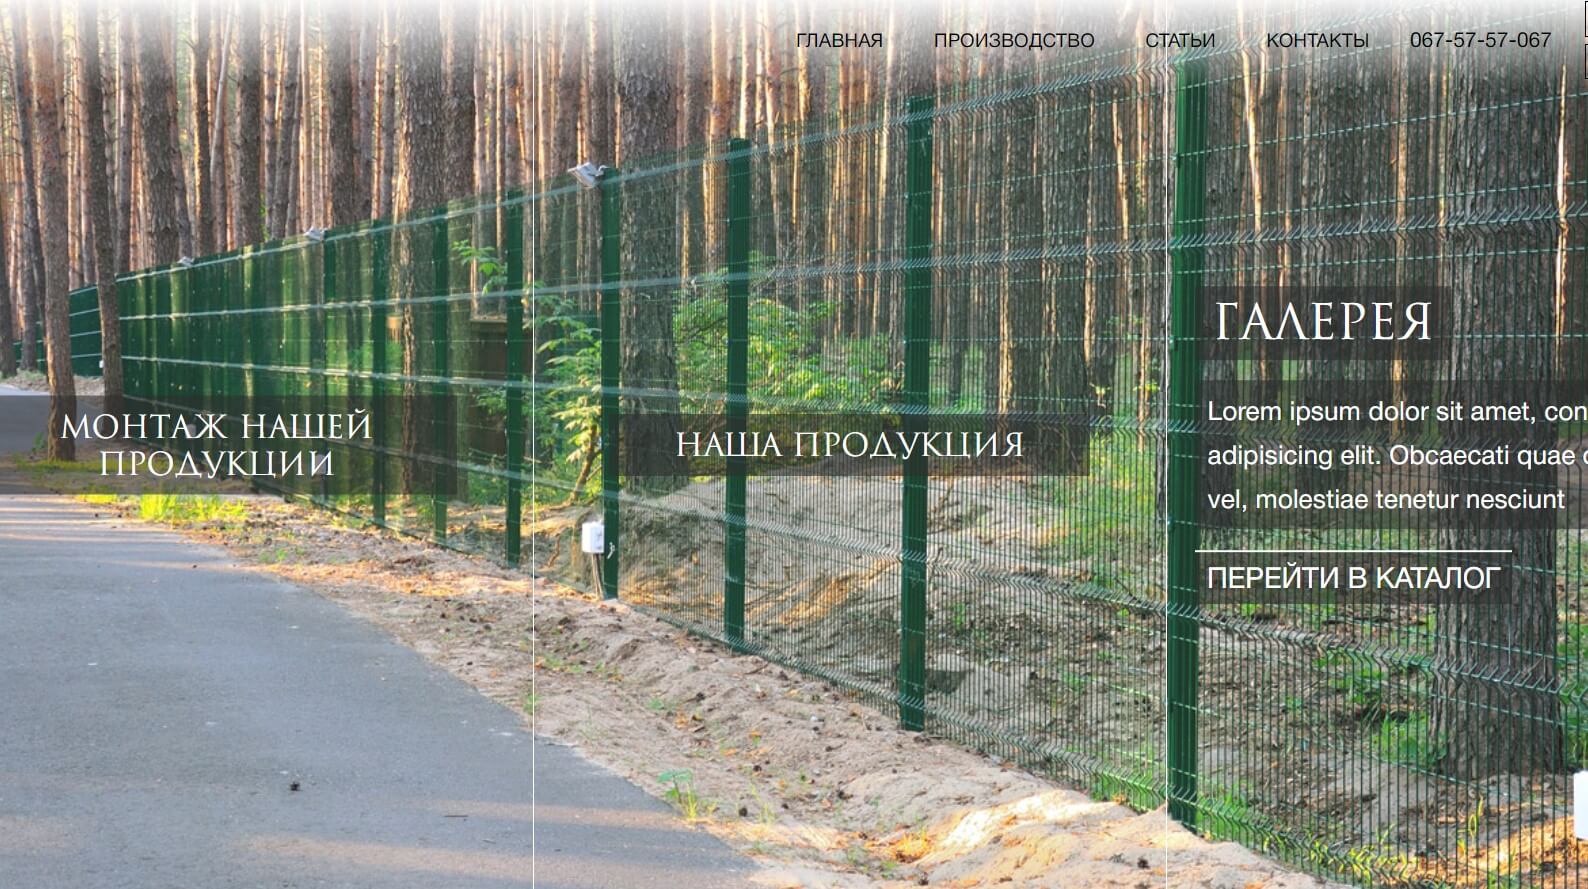 ГЛАВНАЯ ПРОИЗВОДСТВО СТАТЬИ КОНТАКТЫ 067-57-57-067
МОНТАЖ НАШЕЙ
ПРОДУКЦИИ
НАША ПРОДУКЦИЯ
ГАЛЕРЕЯ
Lorem ipsum dolor sit amet, con
adipisicing elit. Obcaecati quae
vel, molestiae tenetur nesciunt
ПЕРЕЙТИ В КАТАЛОГ